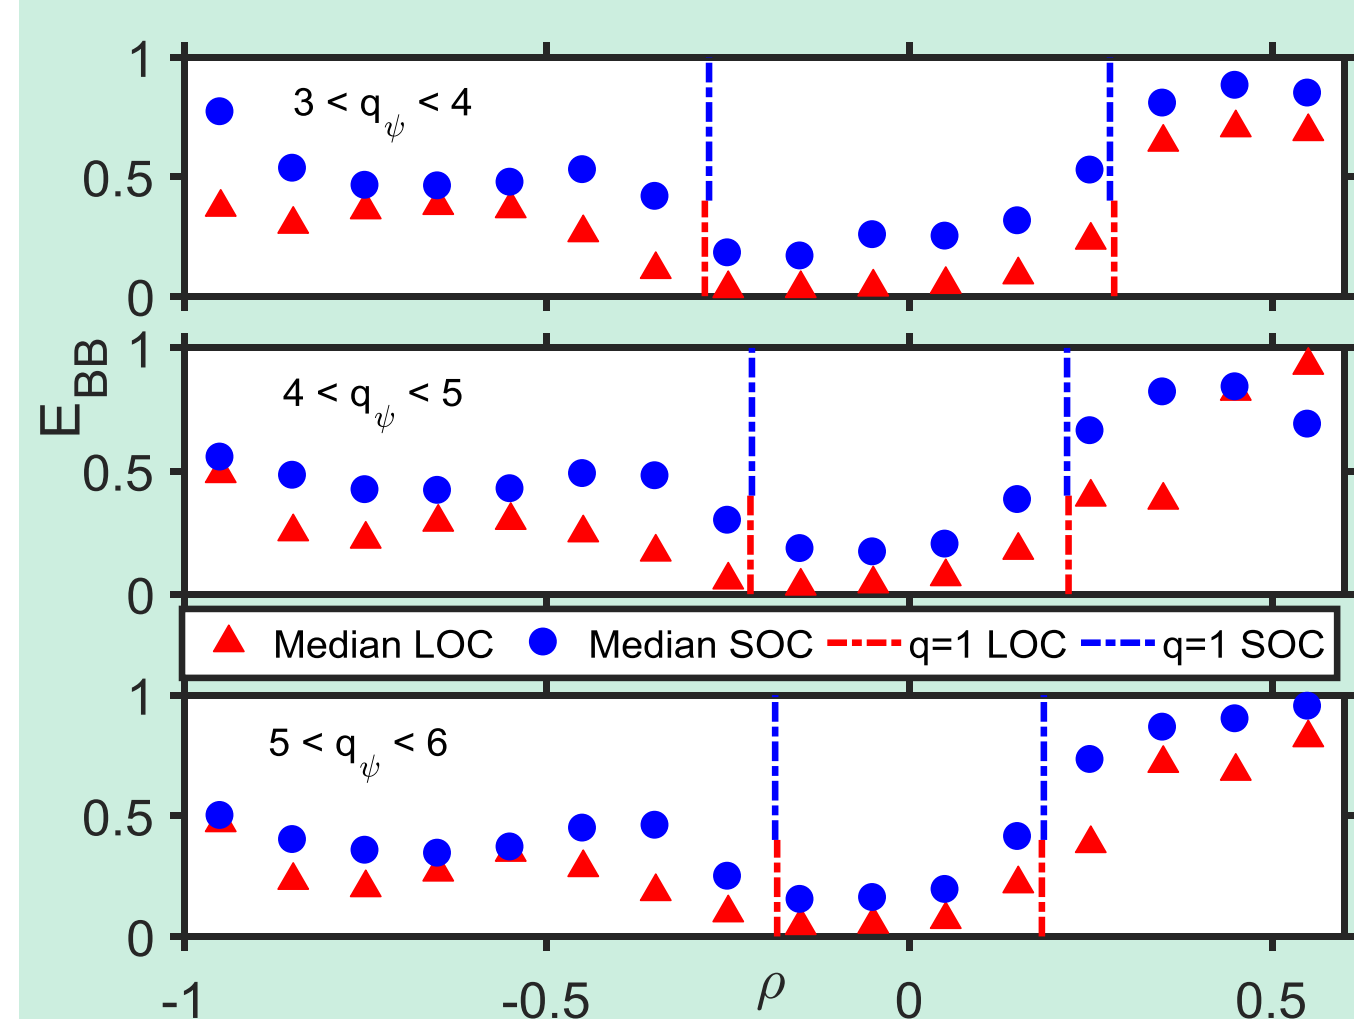 1
3 < q_ψ < 4
0.5
0
E_BB
1
4 < q_ψ < 5
0.5
0
Median LOC Median SOC q=1 LOC q=1 SOC
1
5 < q_ψ < 6
0.5
0
-1 -0.5 ρ 0 0.5